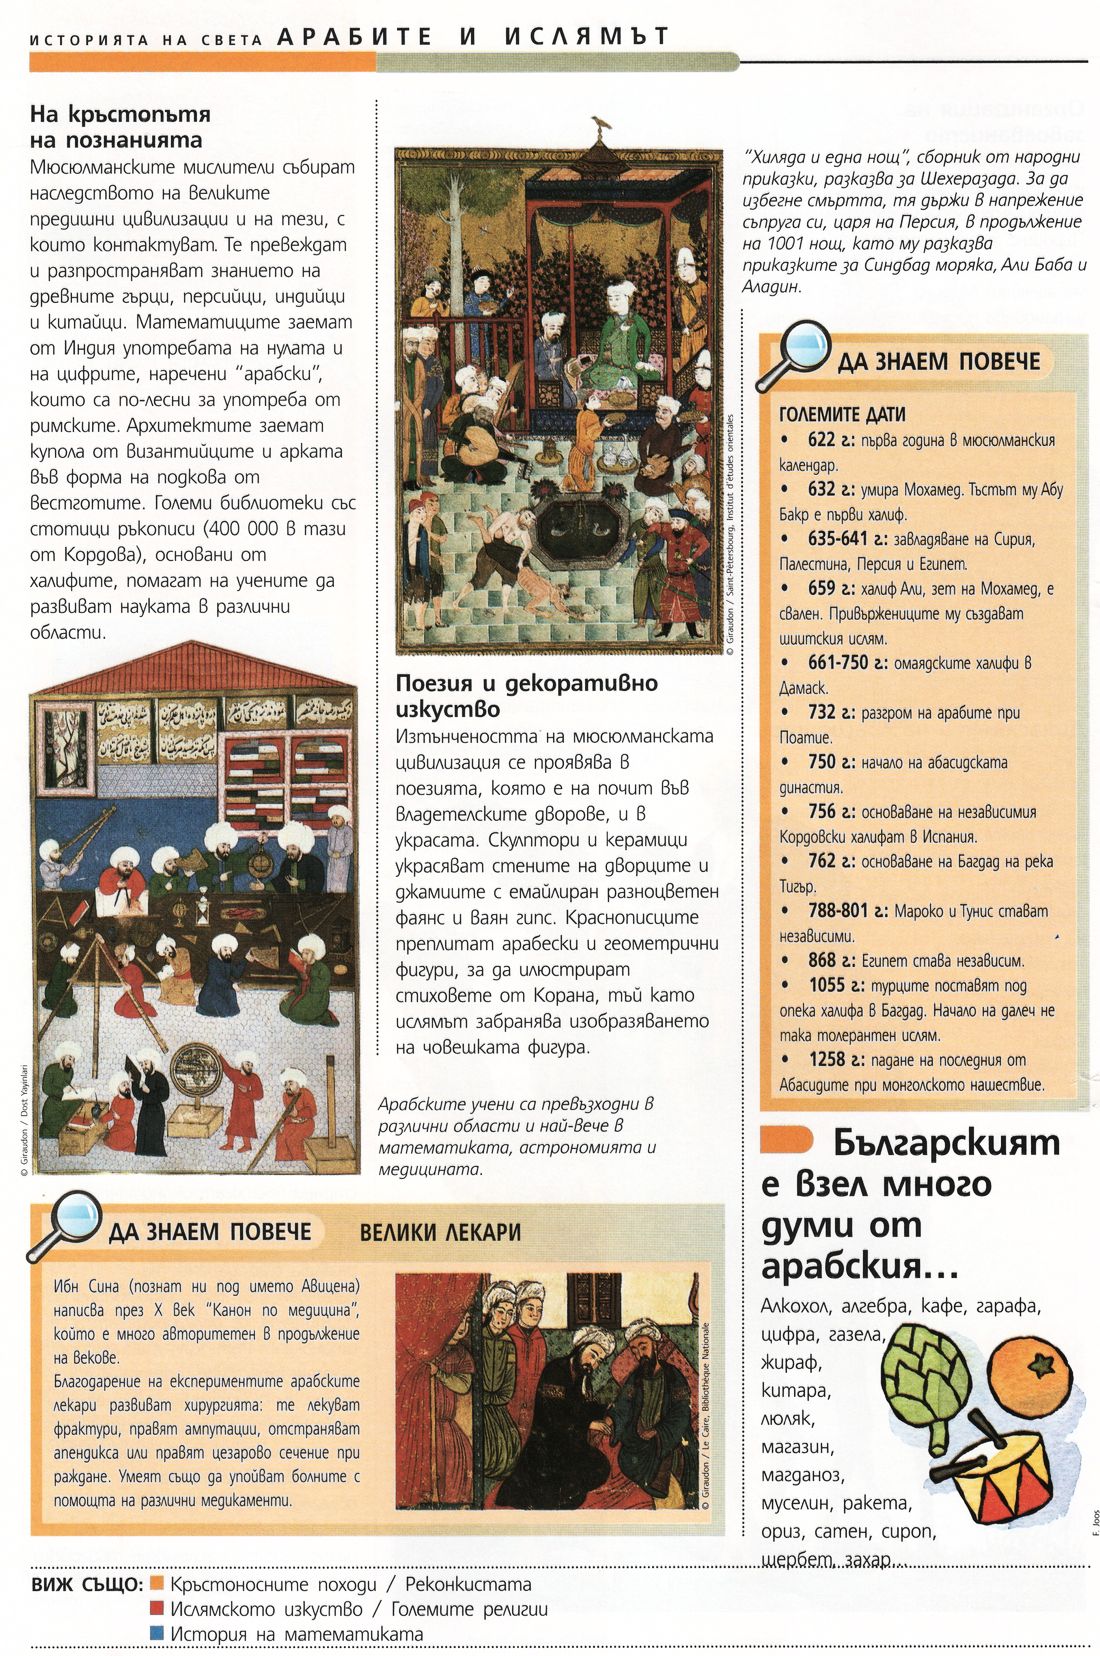 ИСТОРИЯТА НА СВЕТА АРАБИТЕ И ИСЛЯМЪТ
На кръстопътя
на познанията
Мюсюлманските мислители събират
наследството на великите
предишни цивилизации и на тези, с
които контактуват. Те превеждат
и разпространяват знанието на
древните гърци, персийци, индийци
и китайци. Математиците заемат
от Индия употребата на нулата и
на цифрите, наречени “арабски”,
които са по-лесни за употреба от
римските. Архитектите заемат
купола от византийците и арката
във форма на подкова от
вестготите. Големи библиотеки със
стотици ръкописи (400 000 в тази
от Кордова), основани от
халифите, помагат на учените да
развиват науката в различни
области.
© Giraudon / Dost Yayinlari
© Giraudon / Saint-Petersbourg, Institut d'études orientales
Поезия и декоративно
изкуство
Изтънчеността на мюсюлманската
цивилизация се проявява в
поезията, която е на почит във
владетелските дворове, и в
украсата. Скулптори и керамици
украсяват стените на дворците и
джамиите с емайлиран разноцветен
фаянс и ваян гипс. Краснописците
преплитат арабески и геометрични
фигури, за да илюстрират
стиховете от Корана, тъй като
ислямът забранява изобразяването
на човешката фигура.
Арабските учени са превъзходни в
различни области и най-вече в
математиката, астрономията и
медицината.
“Хиляда и една нощ”, сборник от народни
приказки, разказва за Шехеразада. За да
избегне смъртта, тя държи в напрежение
съпруга си, царя на Персия, в продължение
на 1001 нощ, като му разказва
приказките за Синдбад моряка, Али Баба и
Аладин.
ДА ЗНАЕМ ПОВЕЧЕ
ГОЛЕМИТЕ ДАТИ
• 622 г.: първа година в мюсюлманския
календар.
• 632 г.: умира Мохамед. Тъстът му Абу
Бакр е първи халиф.
• 635-641 г.: завладяване на Сирия,
Палестина, Персия и Египет.
• 659 г.: халиф Али, зет на Мохамед, е
свален. Привържениците му създават
шиитския ислям.
• 661-750 г.: омаядските халифи в
Дамаск.
• 732 г.: разгром на арабите при
Поатие.
• 750 г.: начало на абасидската
династия.
• 756 г.: основаване на независимия
Кордовски халифат в Испания.
• 762 г.: основаване на Багдад на река
Тигър.
• 788-801 г.: Мароко и Тунис стават
независими.
• 868 г.: Египет става независим.
• 1055 г.: турците поставят под
опека халифа в Багдад. Начало на далеч не
така толерантен ислям.
• 1258 г.: падане на последния от
Абасидите при монголското нашествие.
ДА ЗНАЕМ ПОВЕЧЕ ВЕЛИКИ ЛЕКАРИ
Ибн Сина (познат ни под името Авицена)
написва през X век “Канон по медицина”,
който е много авторитетен в продължение
на векове.
Благодарение на експериментите арабските
лекари развиват хирургията: те лекуват
фрактури, правят ампутации, отстраняват
апендикса или правят цезарово сечение при
раждане. Умеят също да упойват болните с
помощта на различни медикаменти.
© Giraudon / Le Caire, Bibliothèque Nationale
Българският
е взел много
думи от
арабския...
Алкохол, алгебра, кафе, гарафа,
цифра, газела,
жираф,
китара,
люляк,
магазин,
магданоз,
муселин, ракета,
ориз, сатен, сироп,
шербет, захар...
F. Joos
ВИЖ СЪЩО: Кръстоносните походи / Реконкистата
Ислямското изкуство / Големите религии
История на математиката